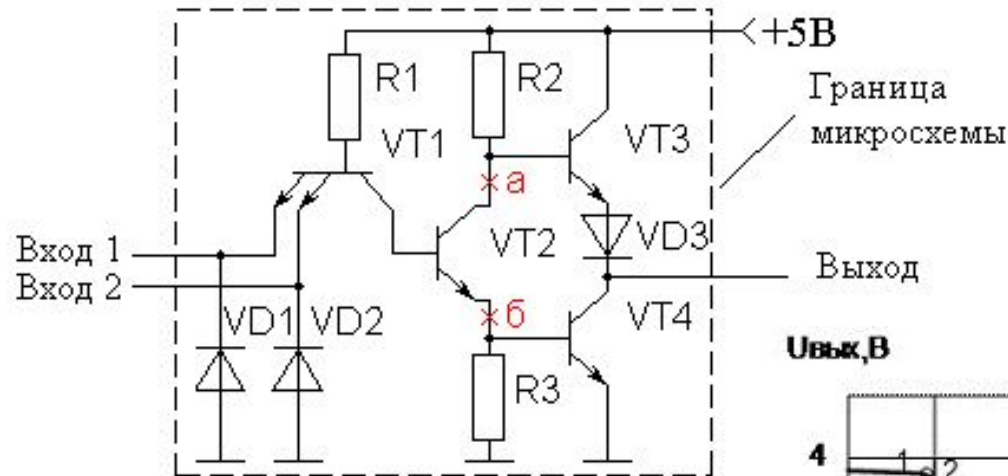 +5В
R1
R2
Граница
микросхемы
VT1
VT3
а
Вход 1
VT2
VD3
Выход
Вход 2
б
VD1
VD2
VT4
R3
Uвых,В
4
1
2